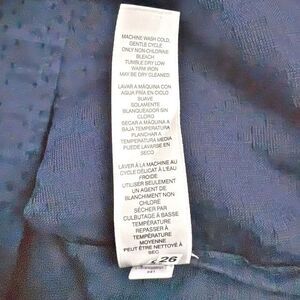 MACHINE WASH COLD,
GENTLE CYCLE
ONLY NON-CHLORINE
BLEACH
TUMBLE DRY LOW
WARM IRON
MAY BE DRY CLEANED
LAVAR A MÁQUINA CON
AGUA FRÍA EN CICLO
SUAVE
SOLAMENTE
BLANQUEADOR SIN
CLORO
SECAR A MÁQUINA A
BAJA TEMPERATURA
PLANCHAR A
TEMPERATURA MEDIA
PUEDE LAVARSE EN
SECO
LAVER À LA MACHINE AU
CYCLE DÉLICAT À L'EAU
FROIDE
UTILISER SEULEMENT
UN AGENT DE
BLANCHIMENT NON
CHLORÉ
SÉCHER PAR
CULBUTAGE À BASSE
TEMPÉRATURE
REPASSER À
TEMPÉRATURE
MOYENNE
PEUT ÊTRE NETTOYÉ À
SEC
26